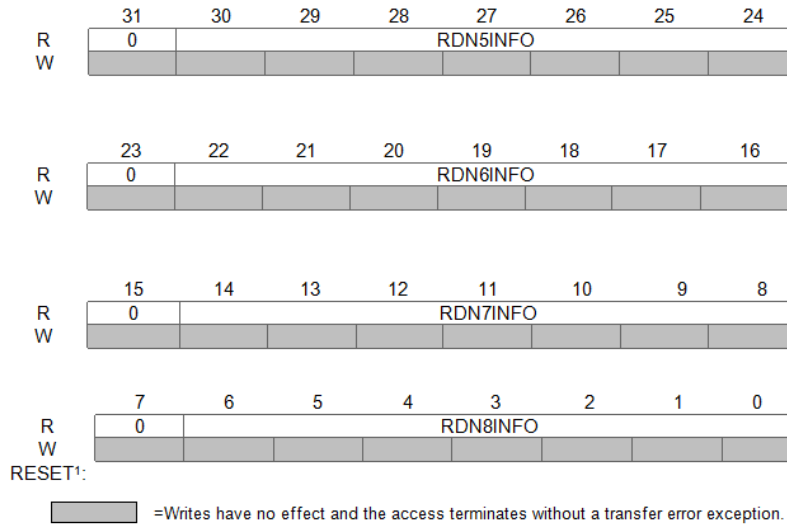 31 30 29 28 27 26 25 24
R 0 RDN5INFO
W
23 22 21 20 19 18 17 16
R 0 RDN6INFO
W
15 14 13 12 11 10 9 8
R 0 RDN7INFO
W
7 6 5 4 3 2 1 0
R 0 RDN8INFO
W
RESET¹:
=Writes have no effect and the access terminates without a transfer error exception.